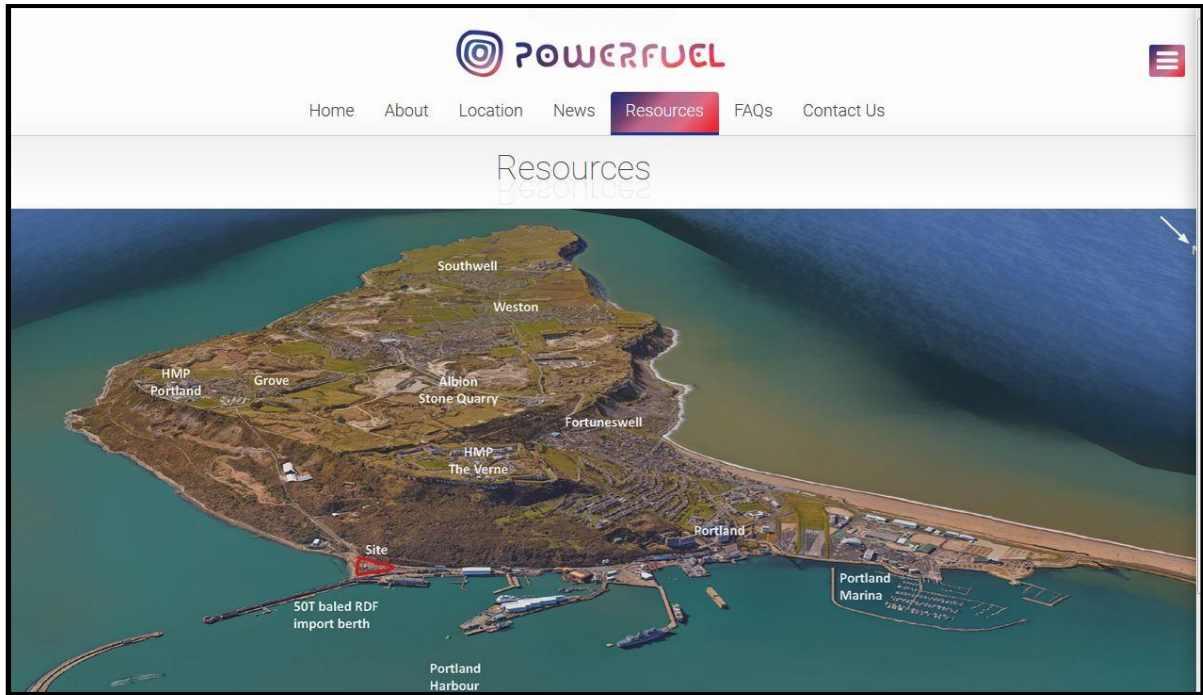 POWERFUEL
Home About Location News Resources FAQs Contact Us
Resources
N
Southwell
Weston
HMP
Portland
Grove
Albion
Stone Quarry
Fortuneswell
HMP
The Verne
Portland
Site
50T baled RDF
import berth
Portland
Marina
Portland
Harbour